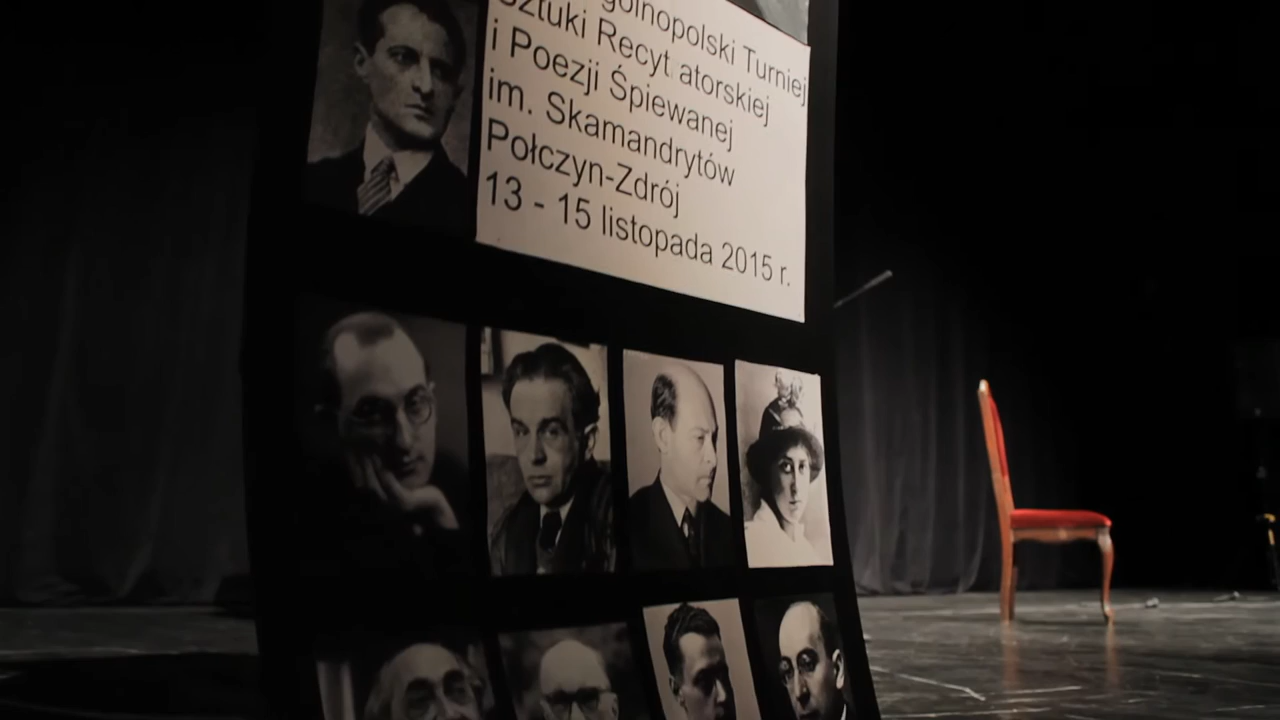 gólnopolski Turniej
Sztuki Recyt atorskiej
i Poezji Śpiewanej
im. Skamandrytów
Połczyn-Zdrój
13 - 15 listopada 2015 r.